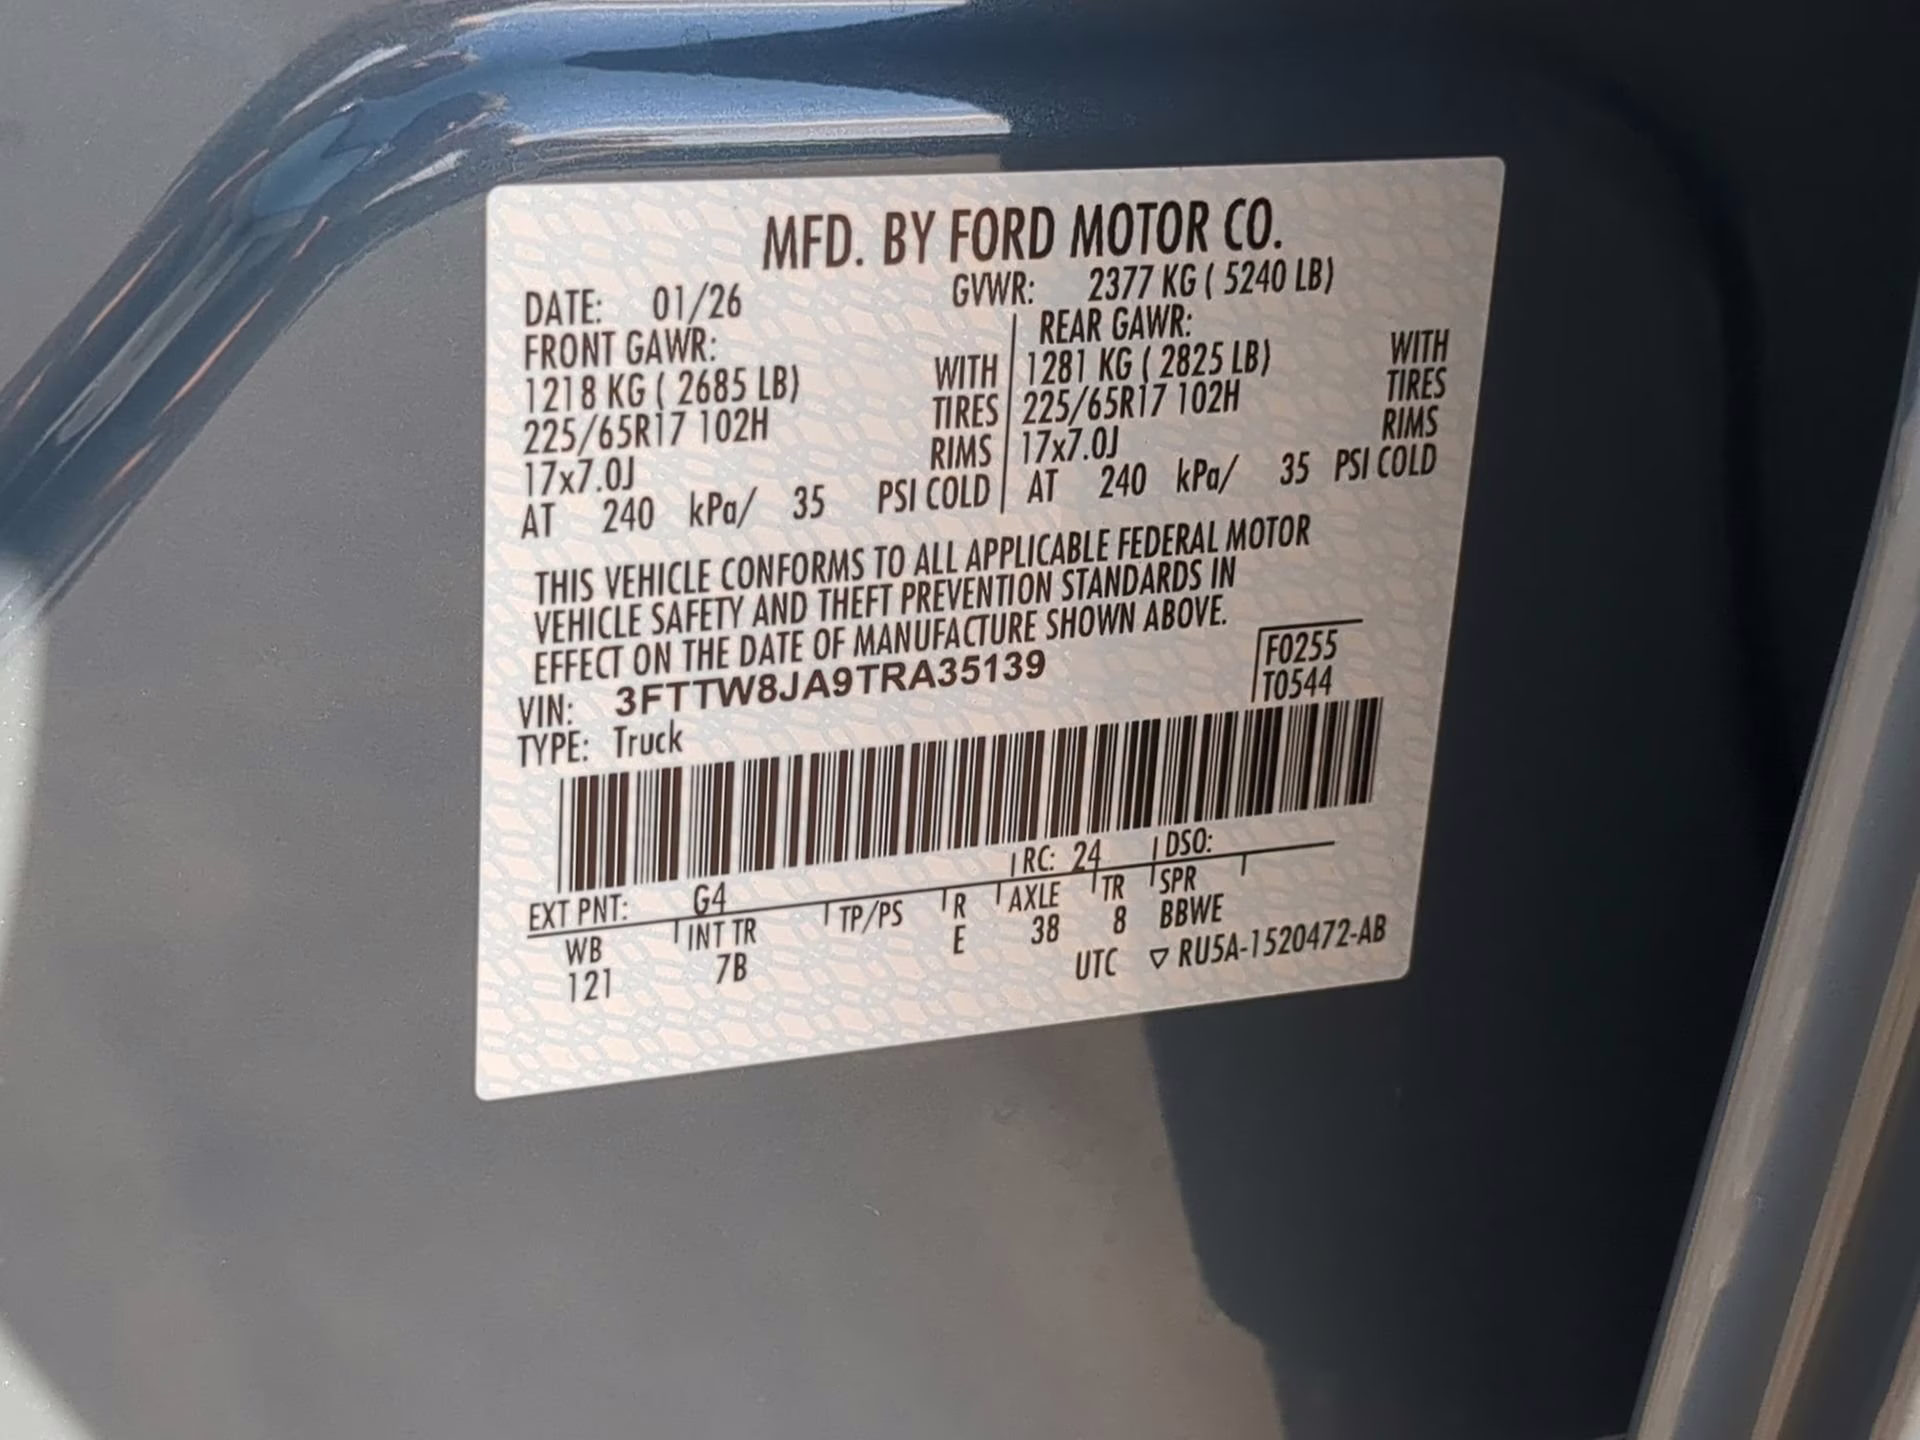 MFD. BY FORD MOTOR CO.
DATE: 01/26 GVWR: 2377 KG ( 5240 LB)
FRONT GAWR: REAR GAWR:
1218 KG ( 2685 LB) WITH 1281 KG ( 2825 LB) WITH
225/65R17 102H TIRES 225/65R17 102H TIRES
17x7.0J RIMS 17x7.0J RIMS
AT 240 kPa/ 35 PSI COLD AT 240 kPa/ 35 PSI COLD
THIS VEHICLE CONFORMS TO ALL APPLICABLE FEDERAL MOTOR
VEHICLE SAFETY AND THEFT PREVENTION STANDARDS IN
EFFECT ON THE DATE OF MANUFACTURE SHOWN ABOVE.
VIN: 3FTTW8JA9TRA35139 F0255
TYPE: Truck T0544
EXT PNT: G4 RC: 24 DSO:
WB INT TR TP/PS R AXLE TR SPR
121 7B E 38 8 BBWE
UTC ▽ RU5A-1520472-AB